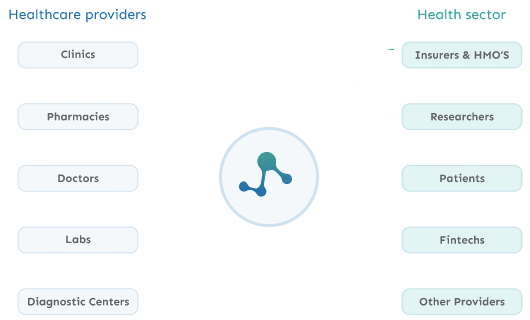 Healthcare providers
Health sector
Clinics
Insurers & HMO'S
Pharmacies
Researchers
Doctors
Patients
Labs
Fintechs
Diagnostic Centers
Other Providers